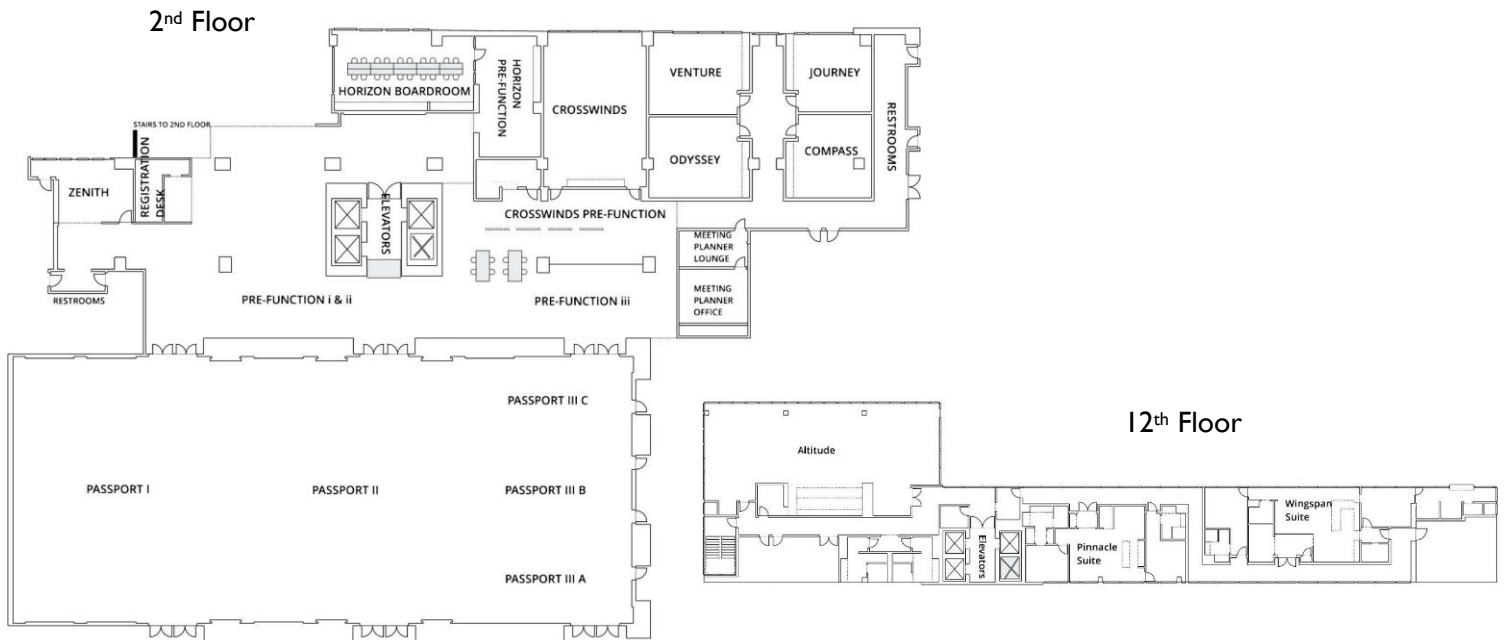 2nd Floor
HORIZON BOARDROOM
HORIZON
PRE-FUNCTION
CROSSWINDS
VENTURE
JOURNEY
ODYSSEY
COMPASS
RESTROOMS
STAIRS TO 2ND FLOOR
ZENITH
REGISTRATION
DESK
ELEVATORS
CROSSWINDS PRE-FUNCTION
MEETING
PLANNER
LOUNGE
MEETING
PLANNER
OFFICE
RESTROOMS
PRE-FUNCTION i & ii
PRE-FUNCTION iii
PASSPORT I
PASSPORT II
PASSPORT III C
PASSPORT III B
PASSPORT III A
12th Floor
Altitude
Elevators
Pinnacle
Suite
Wingspan
Suite